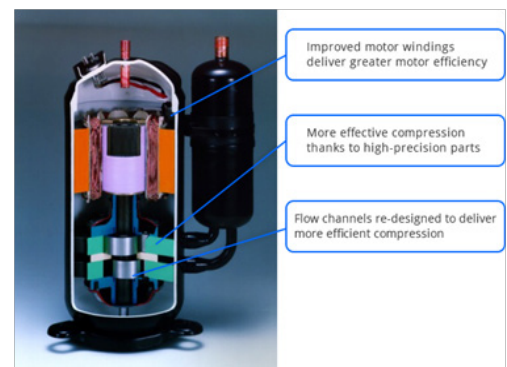 Improved motor windings
deliver greater motor efficiency
More effective compression
thanks to high-precision parts
Flow channels re-designed to deliver
more efficient compression